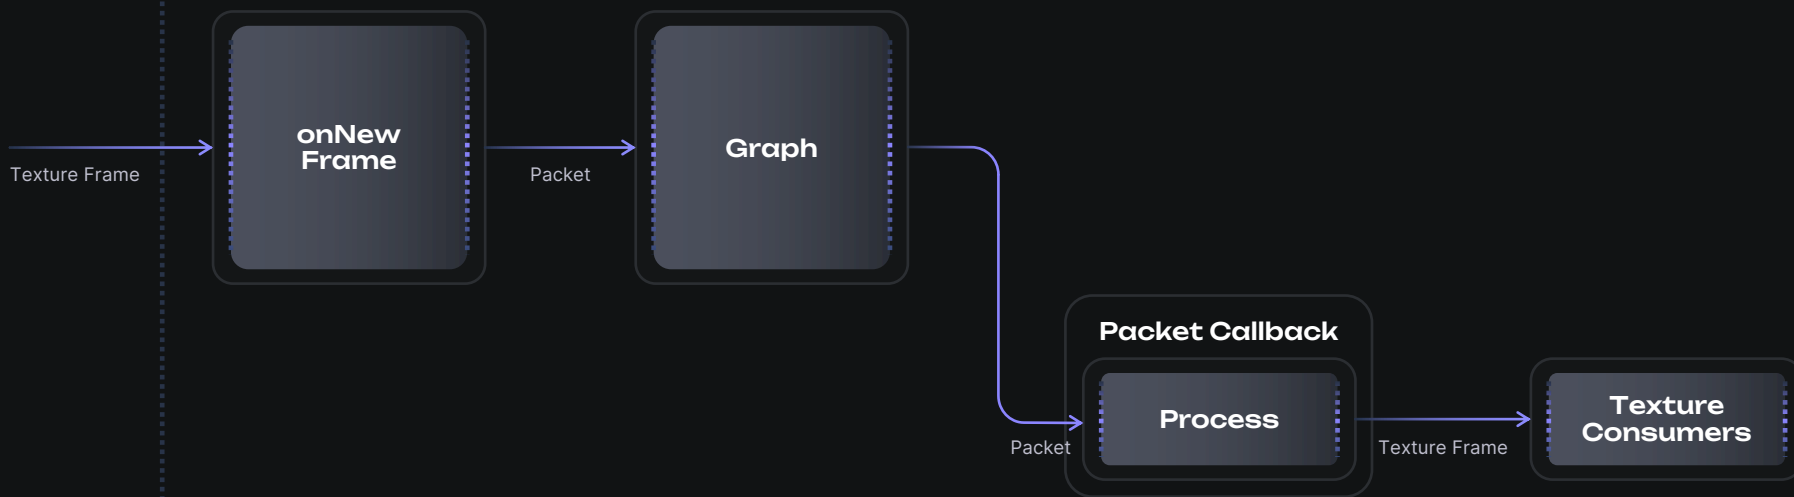 Texture Frame
onNew
Frame
Packet
Graph
Packet
Packet Callback
Process
Texture Frame
Texture
Consumers